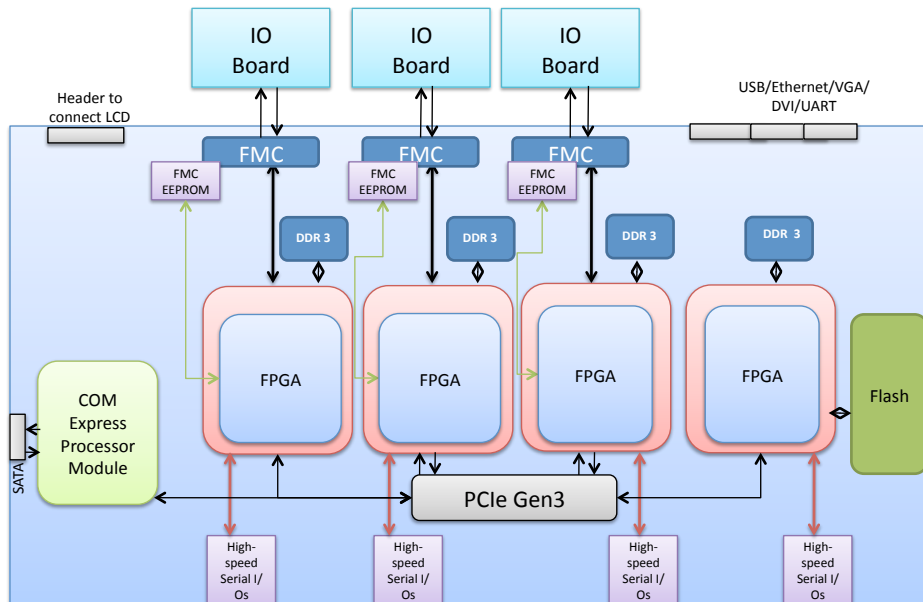 IO
Board
IO
Board
IO
Board
Header to
connect LCD
USB/Ethernet/VGA/
DVI/UART
FMC
FMC
FMC
FMC
EEPROM
FMC
EEPROM
FMC
EEPROM
DDR 3
DDR 3
DDR 3
DDR 3
FPGA
FPGA
FPGA
FPGA
Flash
COM
Express
Processor
Module
SATA
PCIe Gen3
High-
speed
Serial I/
Os
High-
speed
Serial I/
Os
High-
speed
Serial I/
Os
High-
speed
Serial I/
Os